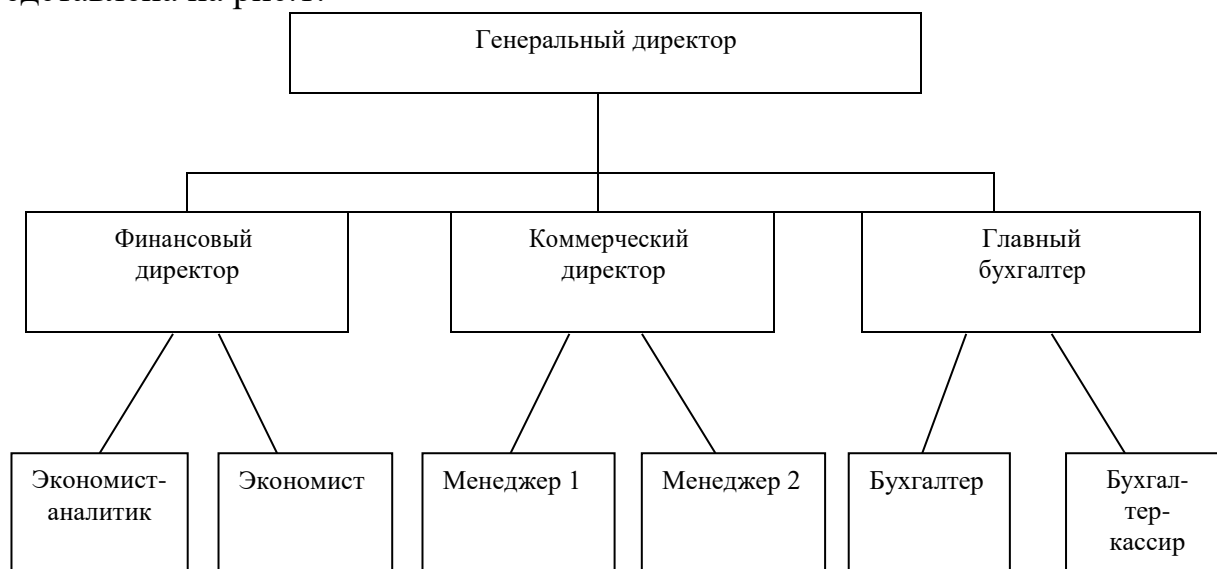 Генеральный директор
Финансовый
директор
Коммерческий
директор
Главный
бухгалтер
Экономист-
аналитик
Экономист
Менеджер 1
Менеджер 2
Бухгалтер
Бухгал-
тер-
кассир